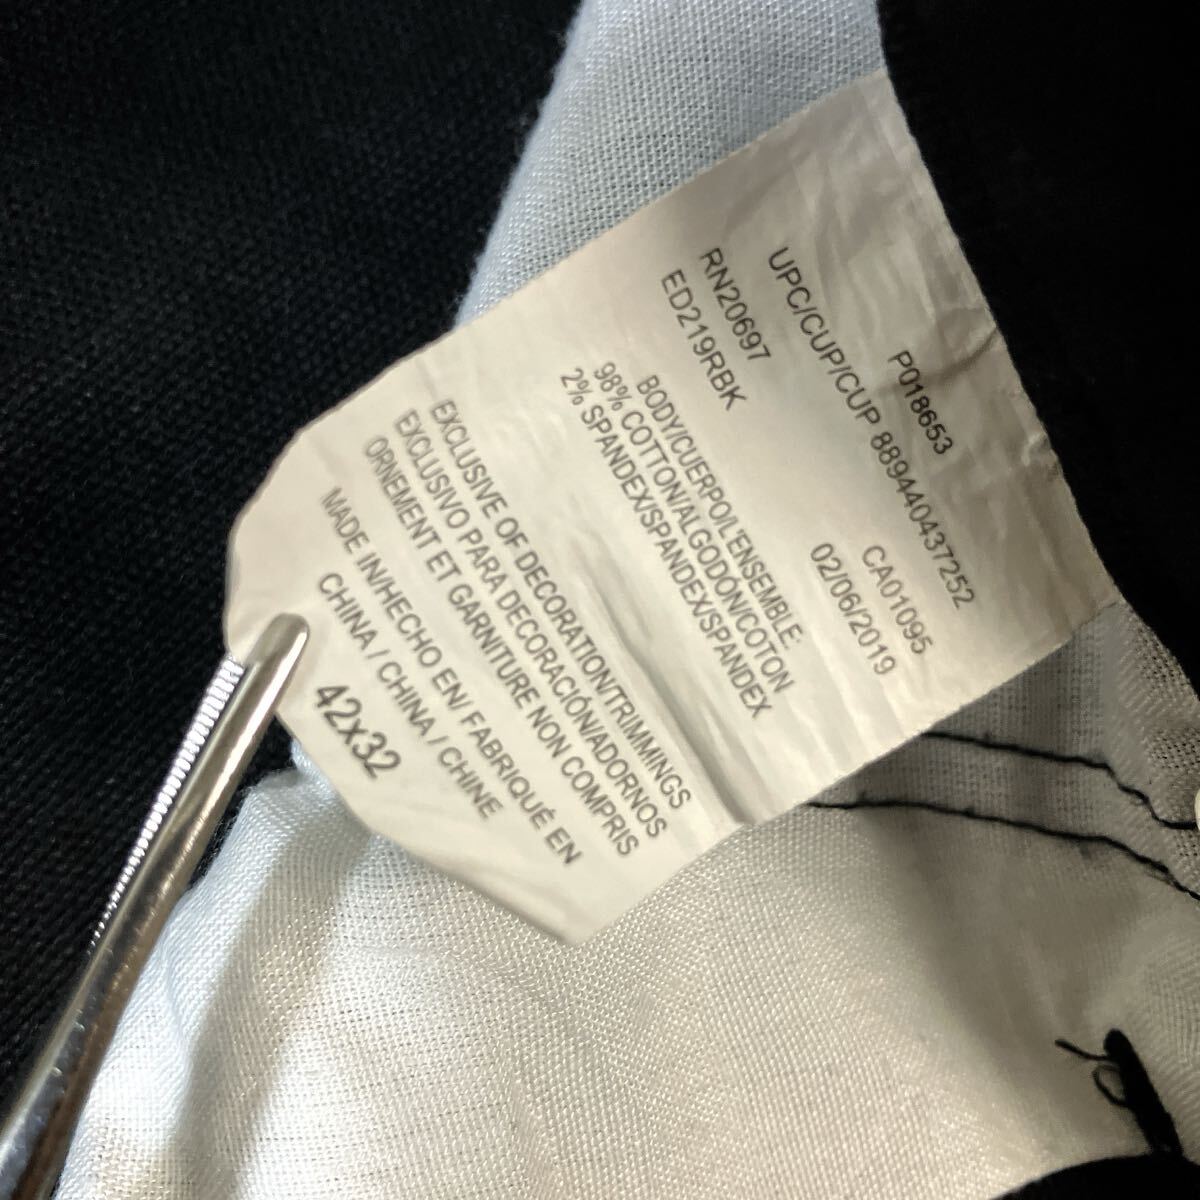 P018653
UPC/CUP/CUP 889440437252
RN20697 CA01095
ED219RBK 02/06/2019
BODY/CUERPO/L'ENSEMBLE:
98% COTTON/ALGODÓN/COTON
2% SPANDEX/SPANDEX/SPANDEX
EXCLUSIVE OF DECORATION/TRIMMINGS
EXCLUSIVO PARA DECORACIÓN/ADORNOS
ORNEMENT ET GARNITURE NON COMPRIS
MADE IN/HECHO EN/ FABRIQUÉ EN
CHINA / CHINA / CHINE
42x32